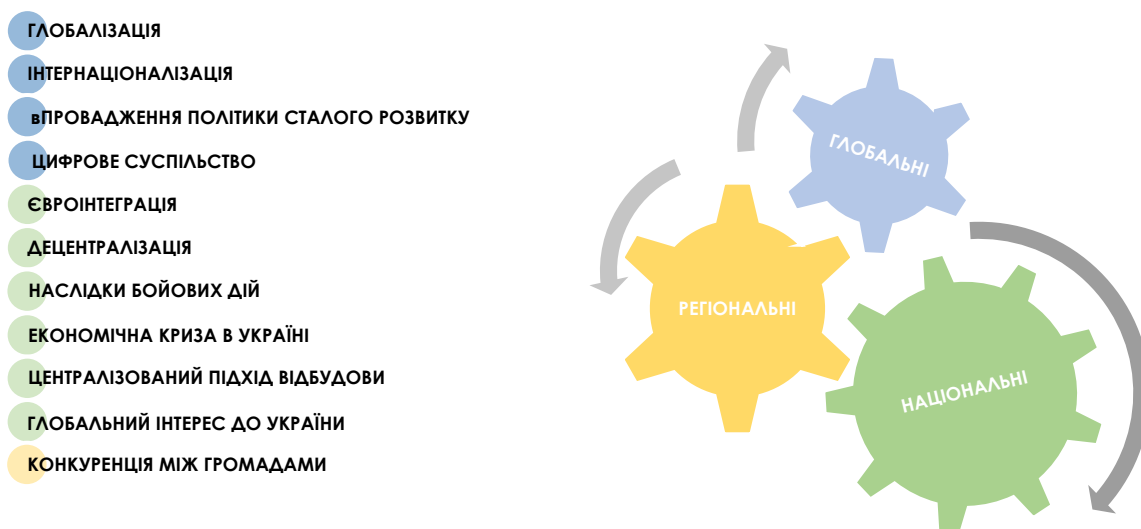 ГЛОБАЛІЗАЦІЯ
ІНТЕРНАЦІОНАЛІЗАЦІЯ
вПРОВАДЖЕННЯ ПОЛІТИКИ СТАЛОГО РОЗВИТКУ
ЦИФРОВЕ СУСПІЛЬСТВО
ЄВРОІНТЕГРАЦІЯ
ДЕЦЕНТРАЛІЗАЦІЯ
НАСЛІДКИ БОЙОВИХ ДІЙ
ЕКОНОМІЧНА КРИЗА В УКРАЇНІ
ЦЕНТРАЛІЗОВАНИЙ ПІДХІД ВІДБУДОВИ
ГЛОБАЛЬНИЙ ІНТЕРЕС ДО УКРАЇНИ
КОНКУРЕНЦІЯ МІЖ ГРОМАДАМИ
ГЛОБАЛЬНІ
РЕГІОНАЛЬНІ
НАЦІОНАЛЬНІ